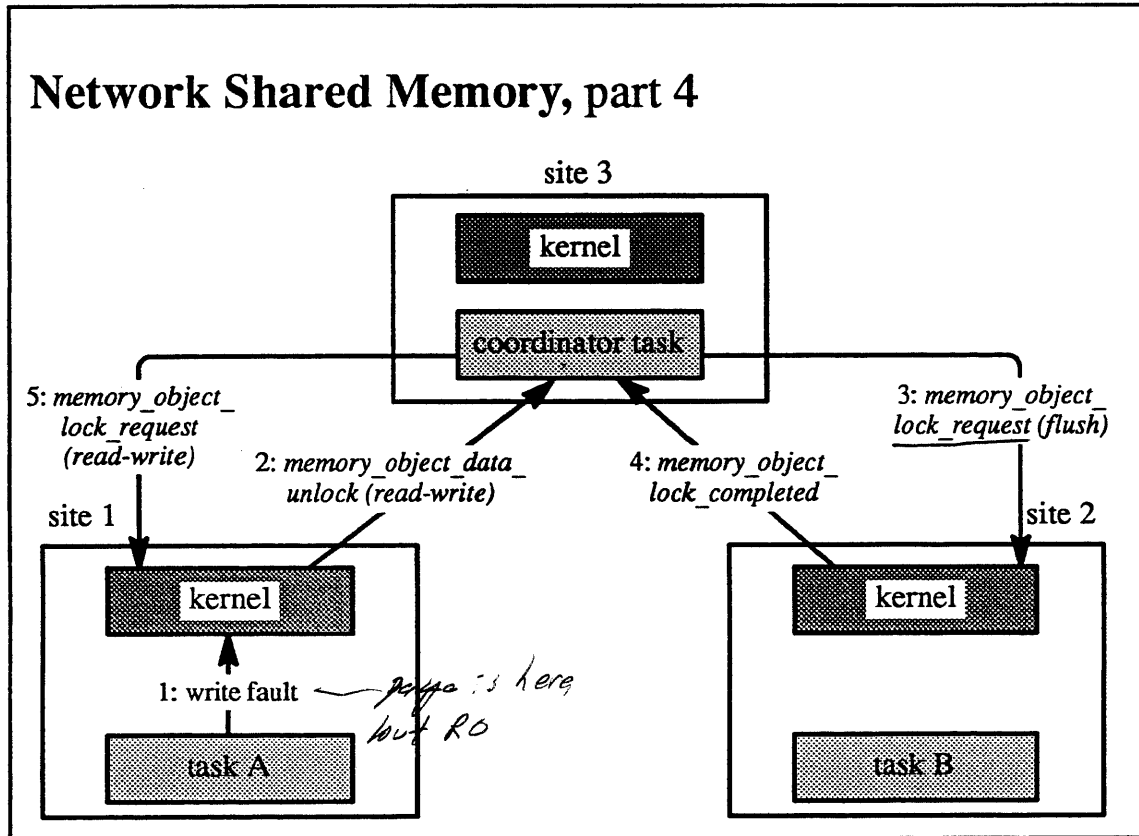 Network Shared Memory, part 4
site 3
kernel
coordinator task
5: memory_object_
lock_request
(read-write)
2: memory_object_data_
unlock (read-write)
4: memory_object_
lock_completed
3: memory_object_
lock_request (flush)
site 1
site 2
kernel
kernel
1: write fault
page is here
but RO
task A
task B